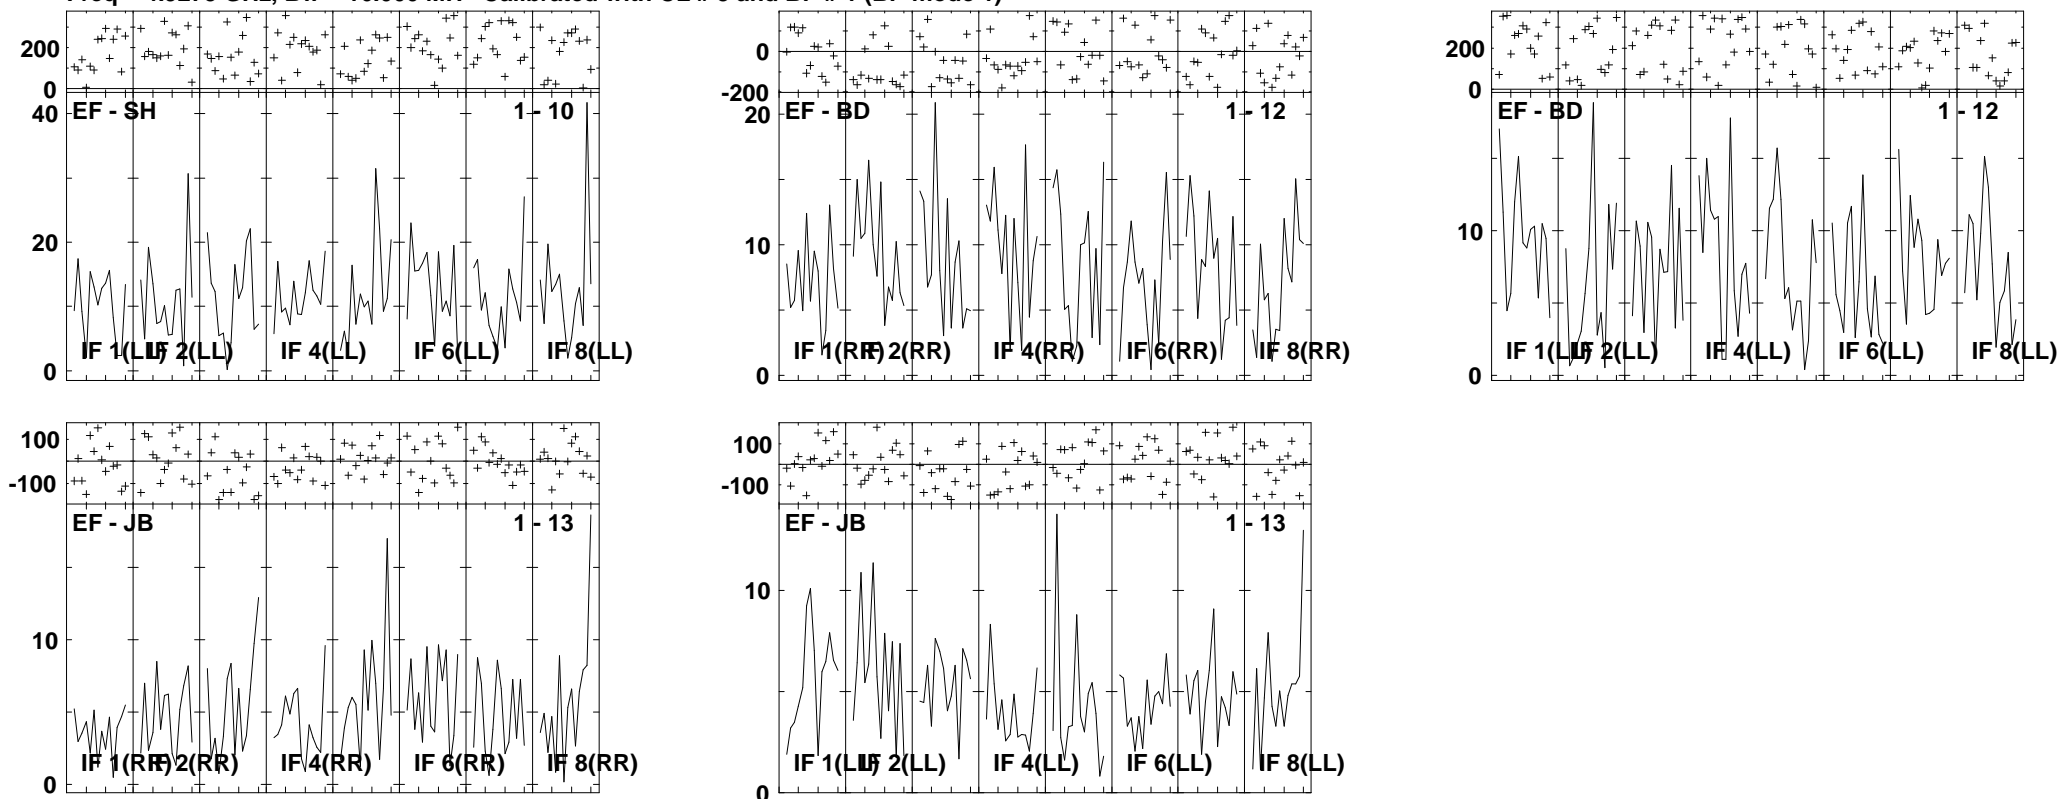 200
0
40
20
0
EF - SH
1 - 10
IF 1(LL)
IF 2(LL)
IF 4(LL)
IF 6(LL)
IF 8(LL)
0
-200
20
10
0
EF - BD
1 - 12
IF 1(RR)
IF 2(RR)
IF 4(RR)
IF 6(RR)
IF 8(RR)
200
0
10
0
EF - BD
1 - 12
IF 1(LL)
IF 2(LL)
IF 4(LL)
IF 6(LL)
IF 8(LL)
100
-100
10
0
EF - JB
1 - 13
IF 1(RR)
IF 2(RR)
IF 4(RR)
IF 6(RR)
IF 8(RR)
100
-100
10
0
EF - JB
1 - 13
IF 1(LL)
IF 2(LL)
IF 4(LL)
IF 6(LL)
IF 8(LL)